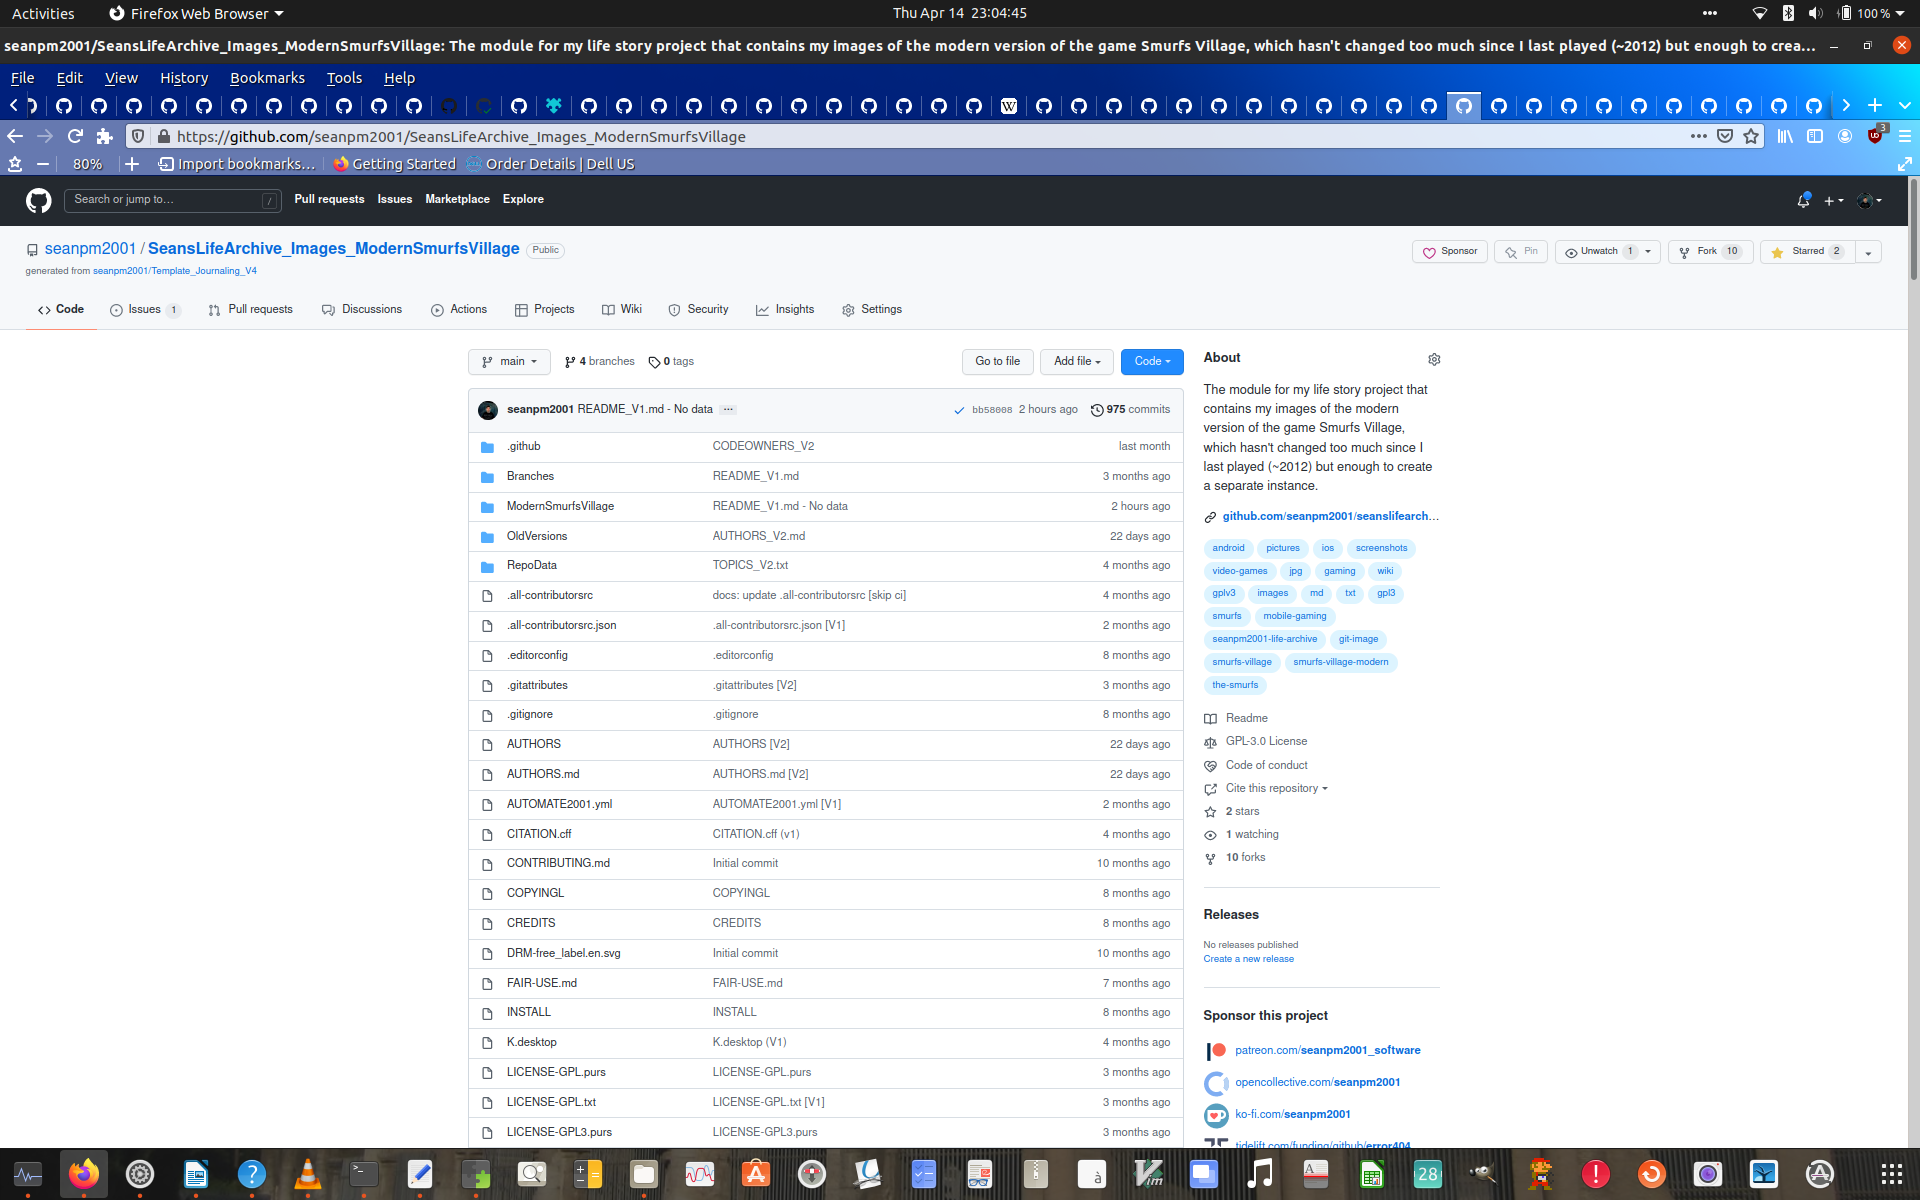 Activities
Firefox Web Browser
Thu Apr 14 23:04:45
100 %
seanpm2001/SeansLifeArchive_Images_ModernSmurfsVillage: The module for my life story project that contains my images of the modern version of the game Smurfs Village, which hasn't changed too much since I last played (~2012) but enough to crea...
File Edit View History Bookmarks Tools Help
https://github.com/seanpm2001/SeansLifeArchive_Images_ModernSmurfsVillage
3
80%
Import bookmarks...
Getting Started
Order Details | Dell US
Search or jump to...
/
Pull requests Issues Marketplace Explore
seanpm2001 / SeansLifeArchive_Images_ModernSmurfsVillage
Public
generated from seanpm2001/Template_Journaling_V4
Sponsor
Pin
Unwatch 1
Fork 10
Starred 2
Code
Issues 1
Pull requests
Discussions
Actions
Projects
Wiki
Security
Insights
Settings
main
4 branches
0 tags
Go to file
Add file
Code
seanpm2001 README_V1.md - No data ...
bb58008 2 hours ago
975 commits
.github CODEOWNERS_V2 last month
Branches README_V1.md 3 months ago
ModernSmurfsVillage README_V1.md - No data 2 hours ago
OldVersions AUTHORS_V2.md 22 days ago
RepoData TOPICS_V2.txt 4 months ago
.all-contributorsrc docs: update .all-contributorsrc [skip ci] 4 months ago
.all-contributorsrc.json .all-contributorsrc.json [V1] 2 months ago
.editorconfig .editorconfig 8 months ago
.gitattributes .gitattributes [V2] 3 months ago
.gitignore .gitignore 8 months ago
AUTHORS AUTHORS [V2] 22 days ago
AUTHORS.md AUTHORS.md [V2] 22 days ago
AUTOMATE2001.yml AUTOMATE2001.yml [V1] 2 months ago
CITATION.cff CITATION.cff (v1) 4 months ago
CONTRIBUTING.md Initial commit 10 months ago
COPYINGL COPYINGL 8 months ago
CREDITS CREDITS 8 months ago
DRM-free_label.en.svg Initial commit 10 months ago
FAIR-USE.md FAIR-USE.md 7 months ago
INSTALL INSTALL 8 months ago
K.desktop K.desktop (V1) 4 months ago
LICENSE-GPL.purs LICENSE-GPL.purs 3 months ago
LICENSE-GPL.txt LICENSE-GPL.txt [V1] 3 months ago
LICENSE-GPL3.purs LICENSE-GPL3.purs 3 months ago
About
The module for my life story project that
contains my images of the modern
version of the game Smurfs Village,
which hasn't changed too much since I
last played (~2012) but enough to create
a separate instance.
github.com/seanpm2001/seanslifearch...
android pictures ios screenshots
video-games jpg gaming wiki
gplv3 images md txt gpl3
smurfs mobile-gaming
seanpm2001-life-archive git-image
smurfs-village smurfs-village-modern
the-smurfs
Readme
GPL-3.0 License
Code of conduct
Cite this repository
2 stars
1 watching
10 forks
Releases
No releases published
Create a new release
Sponsor this project
patreon.com/seanpm2001_software
opencollective.com/seanpm2001
ko-fi.com/seanpm2001
tidelift.com/funding/github/error404
28